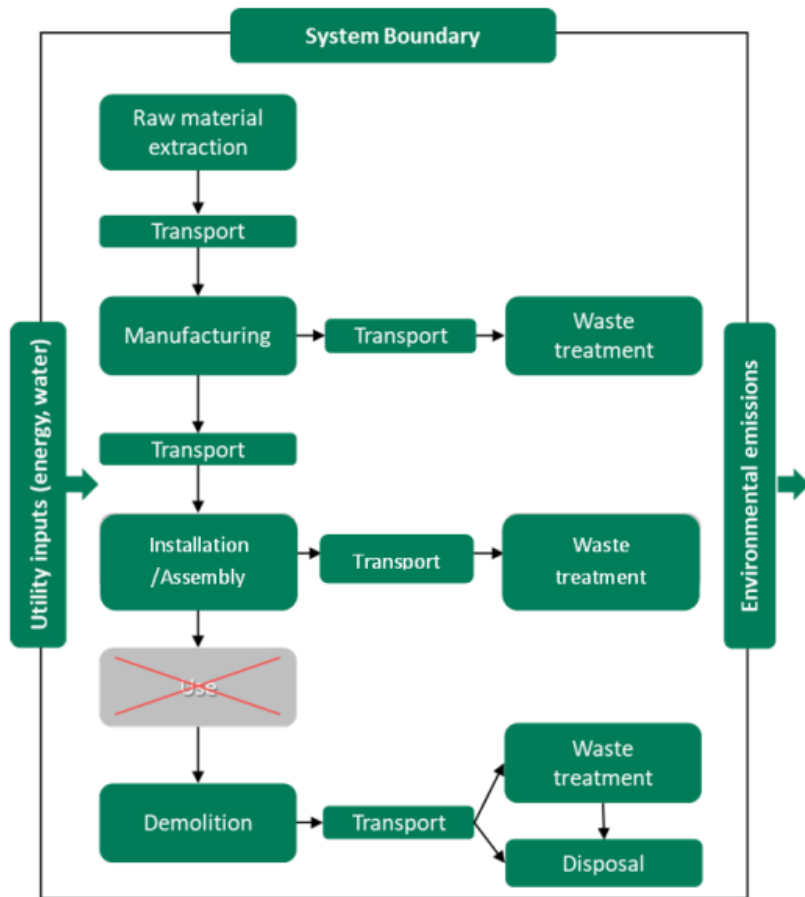 System Boundary
Raw material
extraction
Transport
Manufacturing
Transport
Waste
treatment
Transport
Utility inputs (energy, water)
Environmental emissions
Installation
/Assembly
Transport
Waste
treatment
Use
Demolition
Transport
Waste
treatment
Disposal